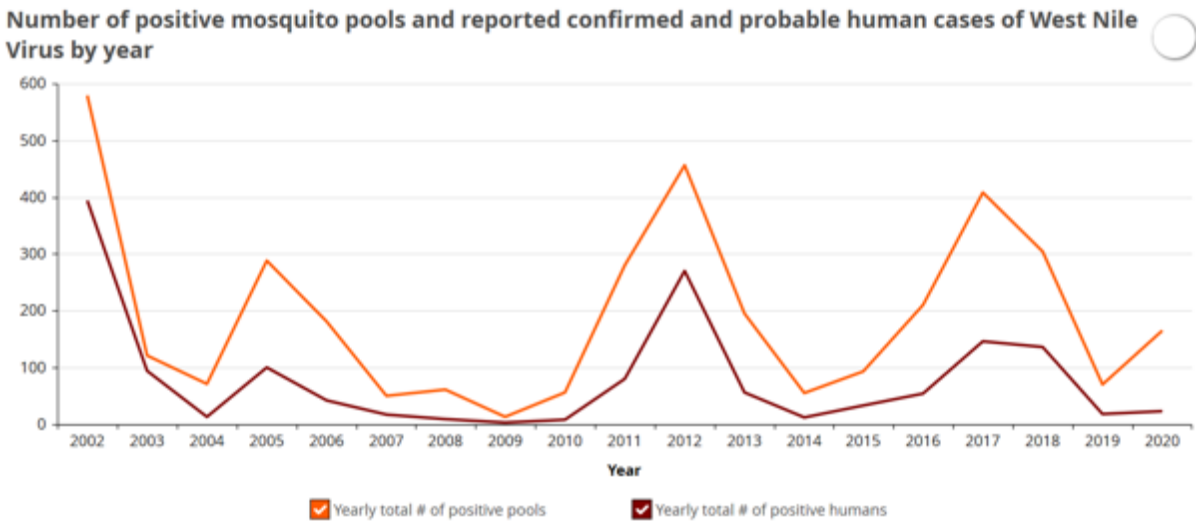 Number of positive mosquito pools and reported confirmed and probable human cases of West Nile
Virus by year
600
500
400
300
200
100
0
2002 2003 2004 2005 2006 2007 2008 2009 2010 2011 2012 2013 2014 2015 2016 2017 2018 2019 2020
Year
Yearly total # of positive pools Yearly total # of positive humans